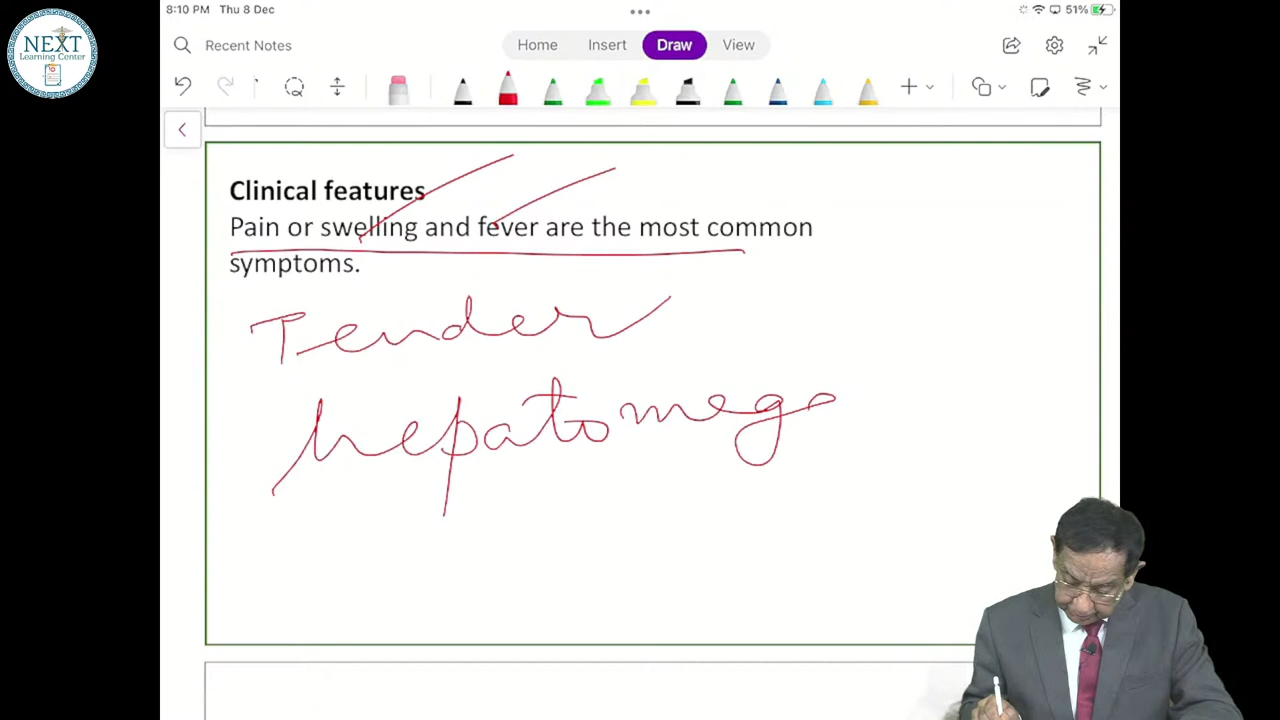 8:10 PM Thu 8 Dec
51%
NEXT
Learning Center
Recent Notes
Home Insert Draw View
Clinical features
Pain or swelling and fever are the most common
symptoms.
Tender
hepatomega